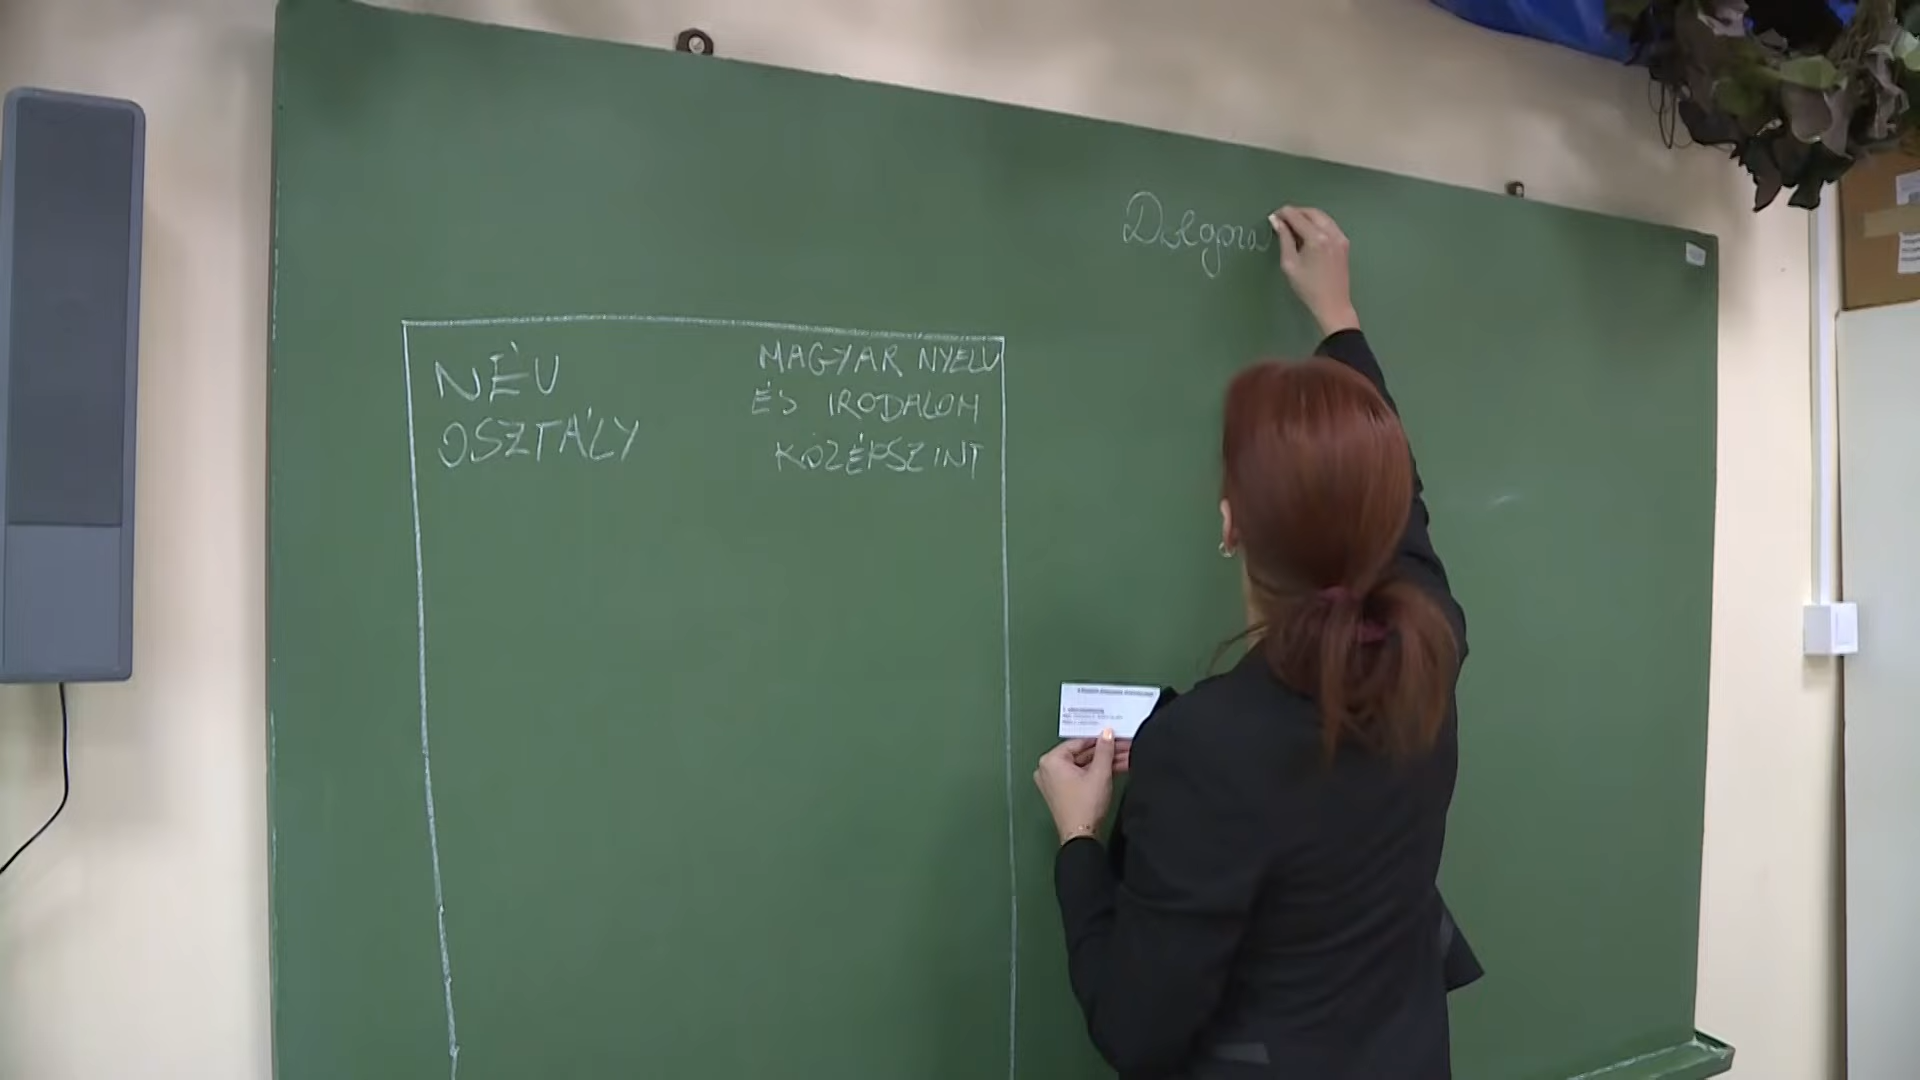 NÉV
OSZTÁLY
MAGYAR NYELV
ÉS IRODALOM
KÖZÉPSZINT